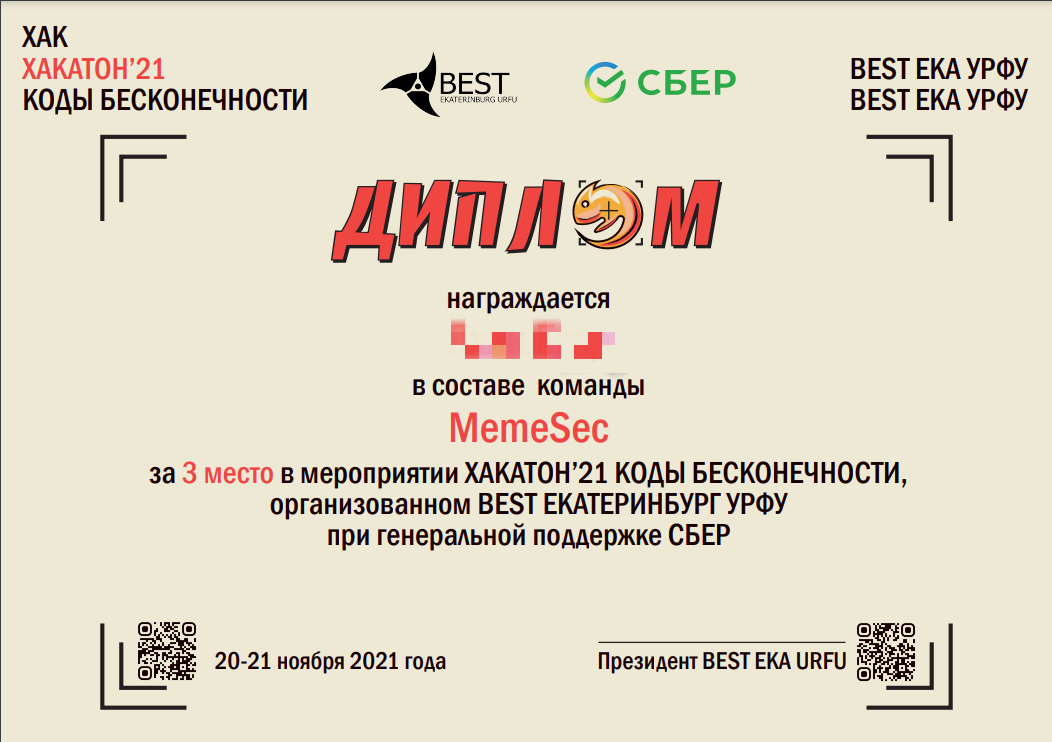 ХАК
ХАКАТОН’21
КОДЫ БЕСКОНЕЧНОСТИ
BEST
EKATERINBURG URFU
СБЕР
BEST ЕКА УРФУ
BEST ЕКА УРФУ
ДИПЛОМ
награждается
в составе команды
MemeSec
за 3 место в мероприятии ХАКАТОН’21 КОДЫ БЕСКОНЕЧНОСТИ,
организованном BEST ЕКАТЕРИНБУРГ УРФУ
при генеральной поддержке СБЕР
20-21 ноября 2021 года
Президент BEST EKA URFU